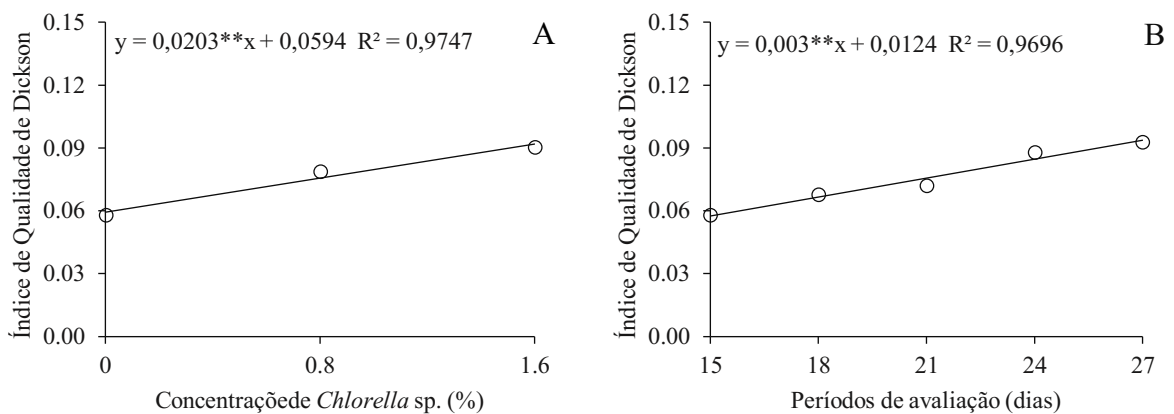 Índice de Qualidade de Dickson
0.15
0.12
0.09
0.06
0.03
0.00
y = 0,0203**x + 0,0594 R² = 0,9747
A
0
0.8
1.6
Concentraçõede Chlorella sp. (%)
Índice de Qualidade de Dickson
0.15
0.12
0.09
0.06
0.03
0.00
y = 0,003**x + 0,0124 R² = 0,9696
B
15
18
21
24
27
Períodos de avaliação (dias)